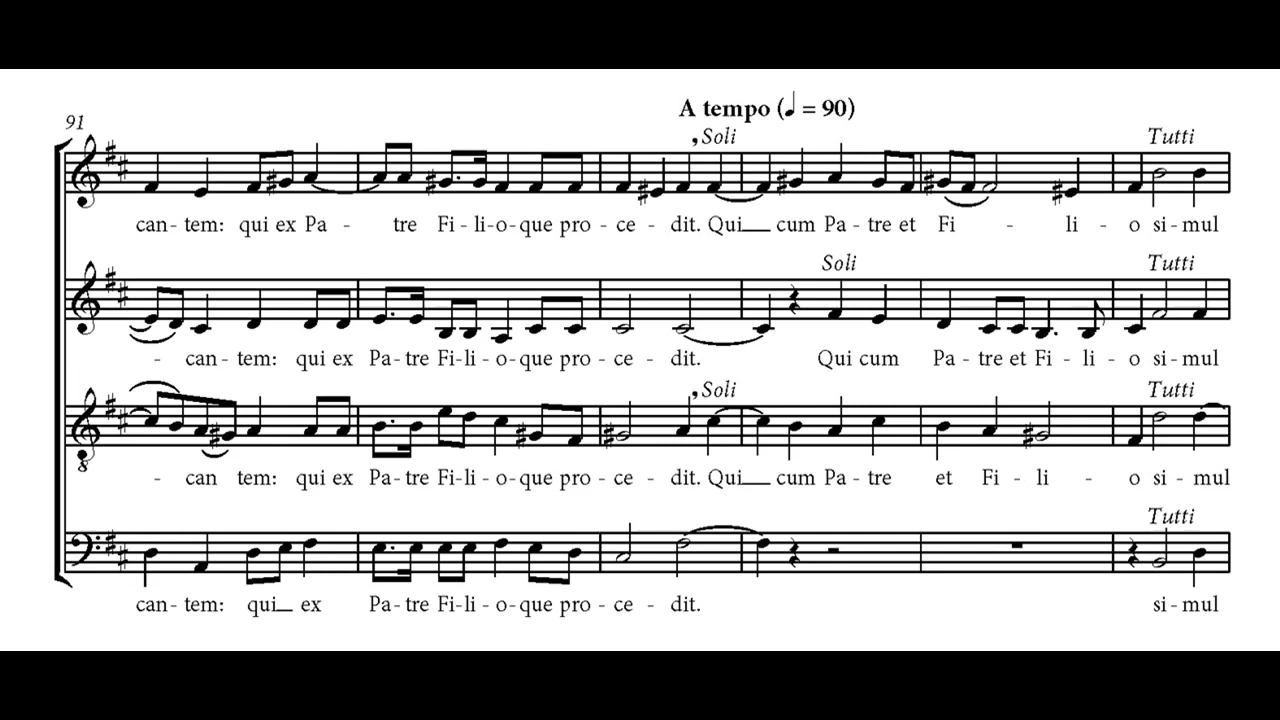 A tempo (♩ = 90)
91
Soli Tutti
can- tem: qui ex Pa - tre Fi - li - o - que pro - ce - dit. Qui__ cum Pa - tre et Fi - li - o si - mul
Soli Tutti
- can - tem: qui ex Pa - tre Fi - li - o - que pro - ce - dit. Qui cum Pa - tre et Fi - li - o si - mul
Soli Tutti
8
- can tem: qui ex Pa - tre Fi - li - o - que pro - ce - dit. Qui__ cum Pa - tre et Fi - li - o si - mul
Tutti
can - tem: qui__ ex Pa - tre Fi - li - o - que pro - ce - dit. si - mul